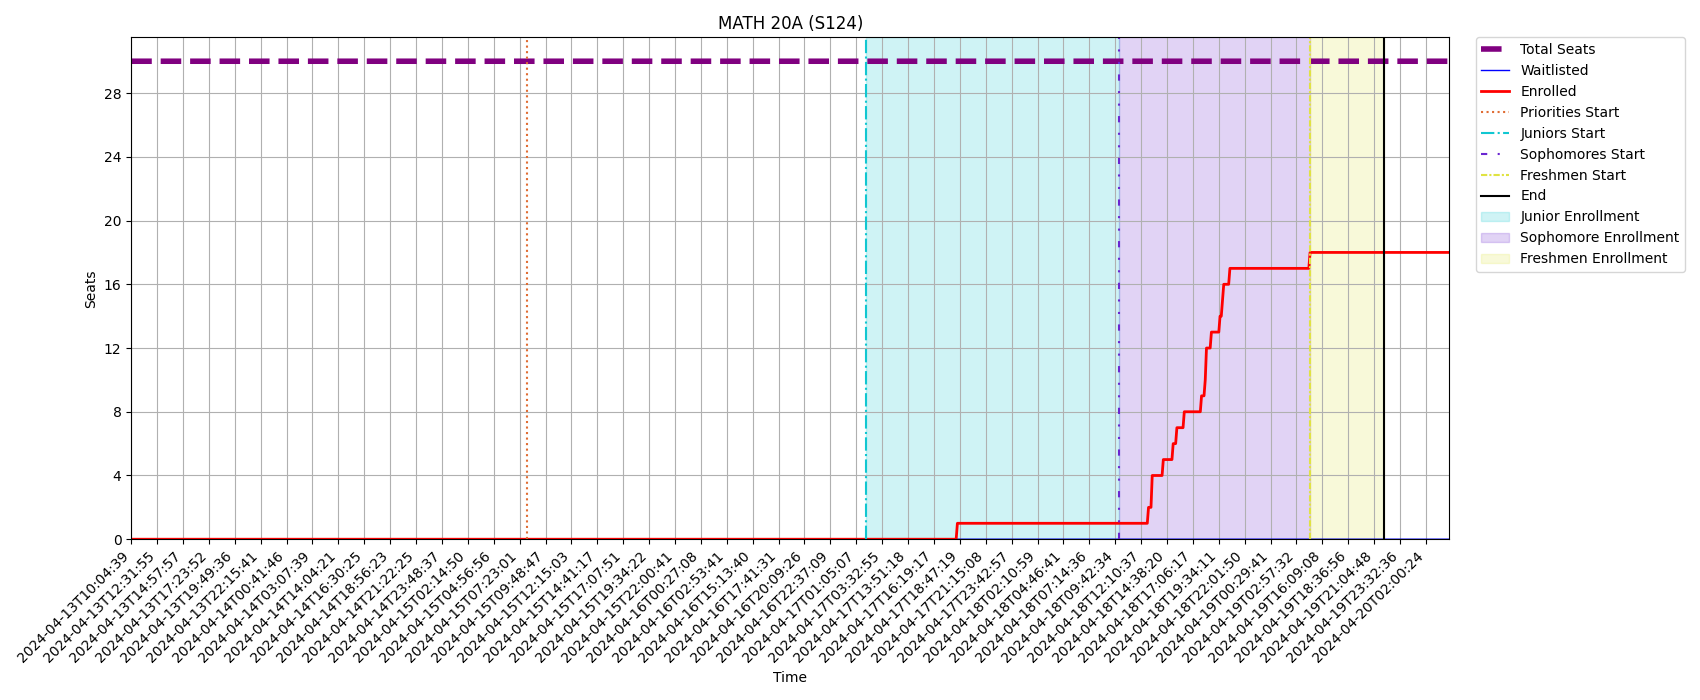 MATH 20A (S124)
Total Seats
Waitlisted
Enrolled
Priorities Start
Juniors Start
Sophomores Start
Freshmen Start
End
Junior Enrollment
Sophomore Enrollment
Freshmen Enrollment
Seats
28
24
20
16
12
8
4
0
2024-04-13T10:04:39
2024-04-13T12:31:55
2024-04-13T14:57:57
2024-04-13T17:23:52
2024-04-13T19:49:36
2024-04-13T22:15:41
2024-04-14T00:41:46
2024-04-14T03:07:39
2024-04-14T14:04:21
2024-04-14T16:30:25
2024-04-14T18:56:23
2024-04-14T21:22:25
2024-04-14T23:48:37
2024-04-15T02:14:50
2024-04-15T04:56:56
2024-04-15T07:23:01
2024-04-15T09:48:47
2024-04-15T12:15:03
2024-04-15T14:41:17
2024-04-15T17:07:51
2024-04-15T19:34:22
2024-04-15T22:00:41
2024-04-16T00:27:08
2024-04-16T02:53:41
2024-04-16T15:13:40
2024-04-16T17:41:31
2024-04-16T20:09:26
2024-04-16T22:37:09
2024-04-17T01:05:07
2024-04-17T03:32:55
2024-04-17T13:51:18
2024-04-17T16:19:17
2024-04-17T18:47:19
2024-04-17T21:15:08
2024-04-17T23:42:57
2024-04-18T02:10:59
2024-04-18T04:46:41
2024-04-18T07:14:36
2024-04-18T09:42:34
2024-04-18T12:10:37
2024-04-18T14:38:20
2024-04-18T17:06:17
2024-04-18T19:34:11
2024-04-18T22:01:50
2024-04-19T00:29:41
2024-04-19T02:57:32
2024-04-19T16:09:08
2024-04-19T18:36:56
2024-04-19T21:04:48
2024-04-19T23:32:36
2024-04-20T02:00:24
Time